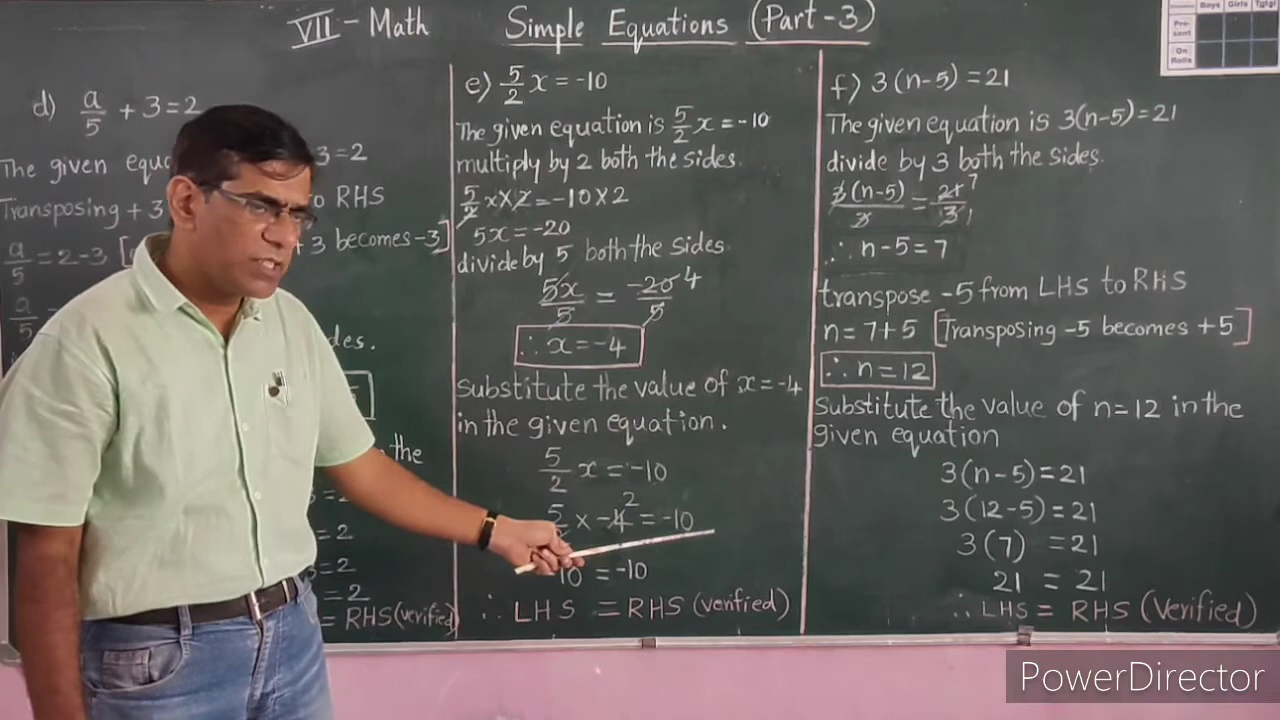 VII - Math
Simple Equations (Part-3)
Boys Girls Total
Pre-sent
On Rolls
d) a/5 + 3 = 2
The given equa 3 = 2
Transposing + 3 to RHS
a/5 = 2-3 [ +3 becomes -3]
a/5
des.
n the
= 2
= 2
= 2
= RHS (verified)
e) 5/2 x = -10
The given equation is 5/2 x = -10
multiply by 2 both the sides.
5/2 x × 2 = -10 × 2
5x = -20
divide by 5 both the sides
5x/5 = -20/5 4
∴ x = -4
substitute the value of x = -4
in the given equation.
5/2 x = -10
5/2 × -4 2 = -10
10 = -10
∴ LHS = RHS (verified)
f) 3(n-5) = 21
The given equation is 3(n-5) = 21
divide by 3 both the sides.
3(n-5)/3 = 21/3 7 1
∴ n-5 = 7
transpose -5 from LHS to RHS
n = 7+5 [Transposing -5 becomes +5]
∴ n = 12
Substitute the value of n = 12 in the
given equation
3(n-5) = 21
3(12-5) = 21
3(7) = 21
21 = 21
∴ LHS = RHS (Verified)
PowerDirector